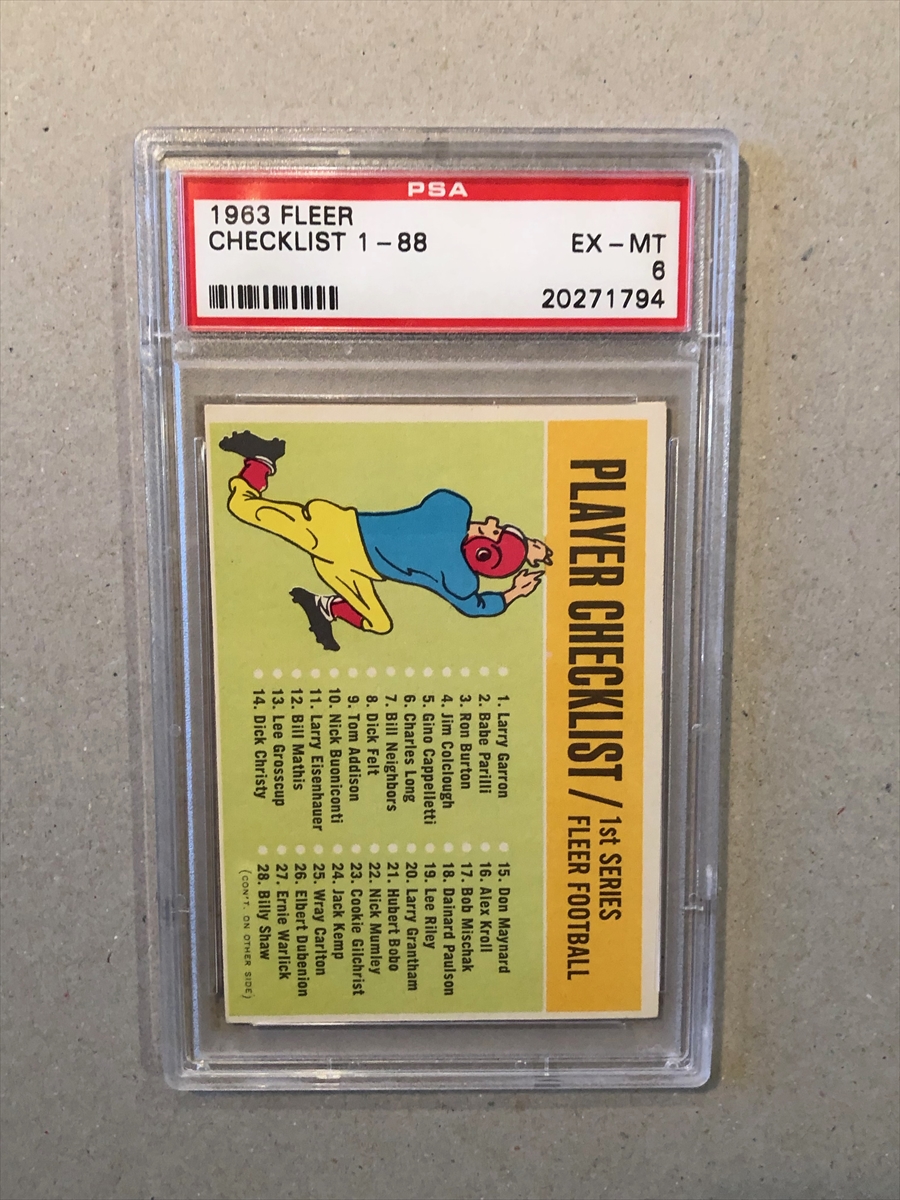 PSA
1963 FLEER
CHECKLIST 1-88
EX-MT
6
20271794
PLAYER CHECKLIST / 1st SERIES
FLEER FOOTBALL
1. Larry Garron
2. Babe Parilli
3. Ron Burton
4. Jim Colclough
5. Gino Cappelletti
6. Charles Long
7. Bill Neighbors
8. Dick Felt
9. Tom Addison
10. Nick Buoniconti
11. Larry Eisenhauer
12. Bill Mathis
13. Lee Grosscup
14. Dick Christy
15. Don Maynard
16. Alex Kroll
17. Bob Mischak
18. Dainard Paulson
19. Lee Riley
20. Larry Grantham
21. Hubert Bobo
22. Nick Mumley
23. Cookie Gilchrist
24. Jack Kemp
25. Wray Carlton
26. Elbert Dubenion
27. Ernie Warlick
28. Billy Shaw
(CON'T. ON OTHER SIDE)